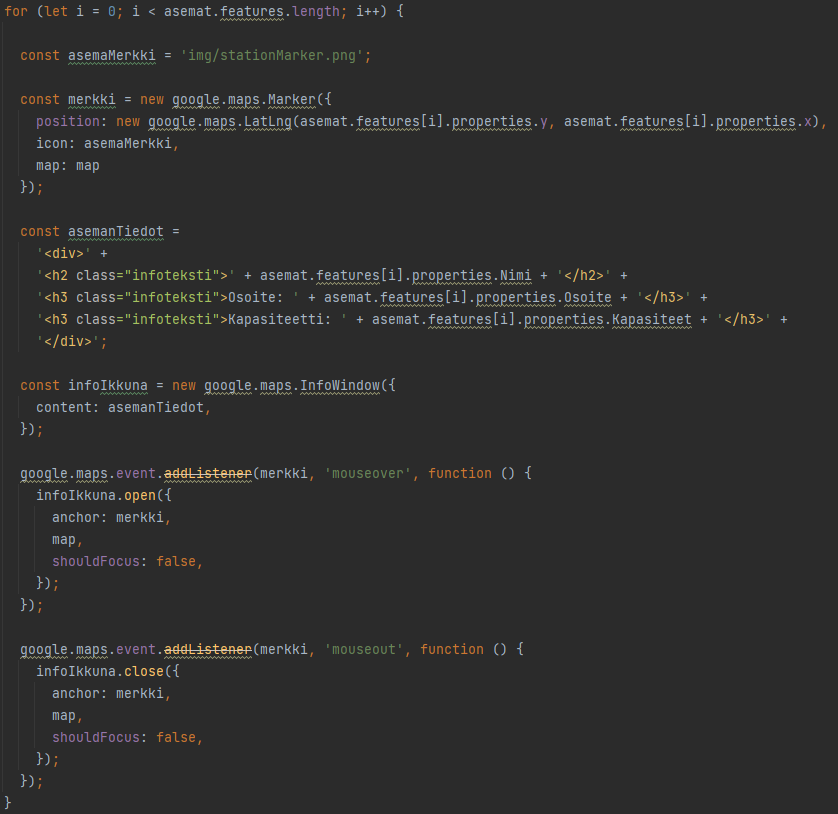 for (let i = 0; i < asemat.features.length; i++) {
const asemaMerkki = 'img/stationMarker.png';
const merkki = new google.maps.Marker({
position: new google.maps.LatLng(asemat.features[i].properties.y, asemat.features[i].properties.x),
icon: asemaMerkki,
map: map
});
const asemanTiedot =
'<div>' +
'<h2 class="infoteksti">' + asemat.features[i].properties.Nimi + '</h2>' +
'<h3 class="infoteksti">Osoite: ' + asemat.features[i].properties.Osoite + '</h3>' +
'<h3 class="infoteksti">Kapasiteetti: ' + asemat.features[i].properties.Kapasiteet + '</h3>' +
'</div>';
const infoIkkuna = new google.maps.InfoWindow({
content: asemanTiedot,
});
google.maps.event.addListener(merkki, 'mouseover', function () {
infoIkkuna.open({
anchor: merkki,
map,
shouldFocus: false,
});
});
google.maps.event.addListener(merkki, 'mouseout', function () {
infoIkkuna.close({
anchor: merkki,
map,
shouldFocus: false,
});
});
}